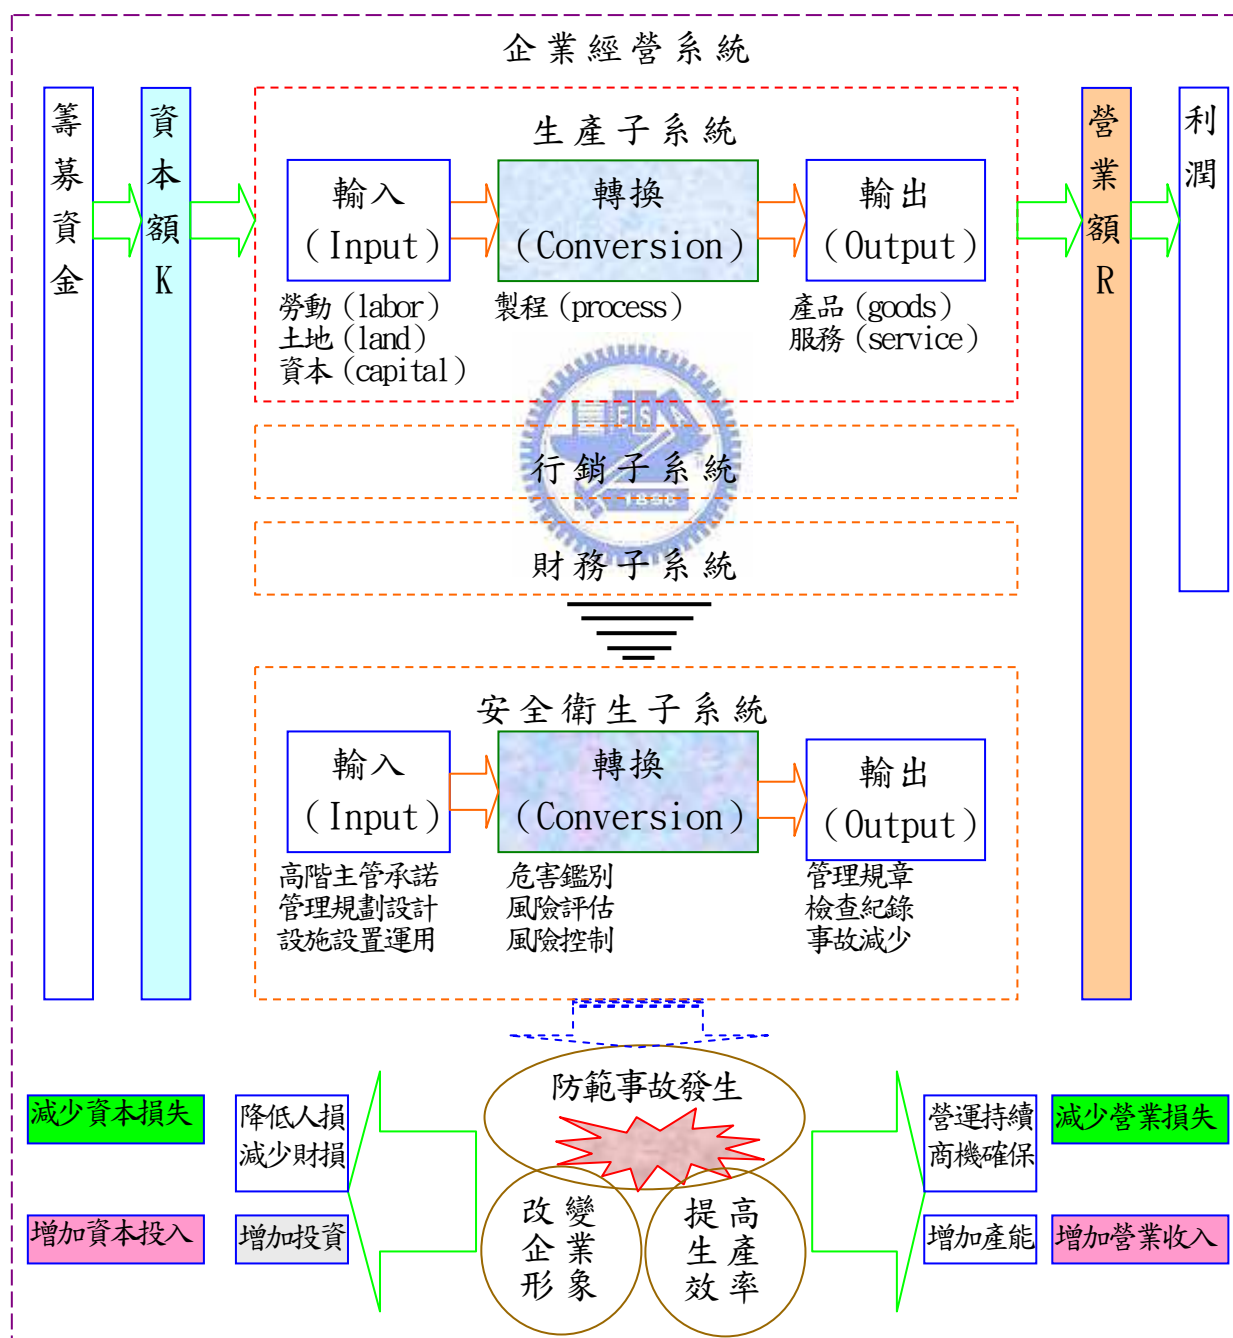 企業經營系統
籌募資金
資本額K
生產子系統
輸入
(Input)
轉換
(Conversion)
輸出
(Output)
勞動(labor)
土地(land)
資本(capital)
製程(process)
產品(goods)
服務(service)
營業額R
利潤
行銷子系統
1896
財務子系統
安全衛生子系統
輸入
(Input)
轉換
(Conversion)
輸出
(Output)
高階主管承諾
管理規劃設計
設施設置運用
危害鑑別
風險評估
風險控制
管理規章
檢查紀錄
事故減少
防範事故發生
減少資本損失
降低人損
減少財損
營運持續
商機確保
減少營業損失
改變
企業
形象
提高
生產
效率
增加資本投入
增加投資
增加產能
增加營業收入